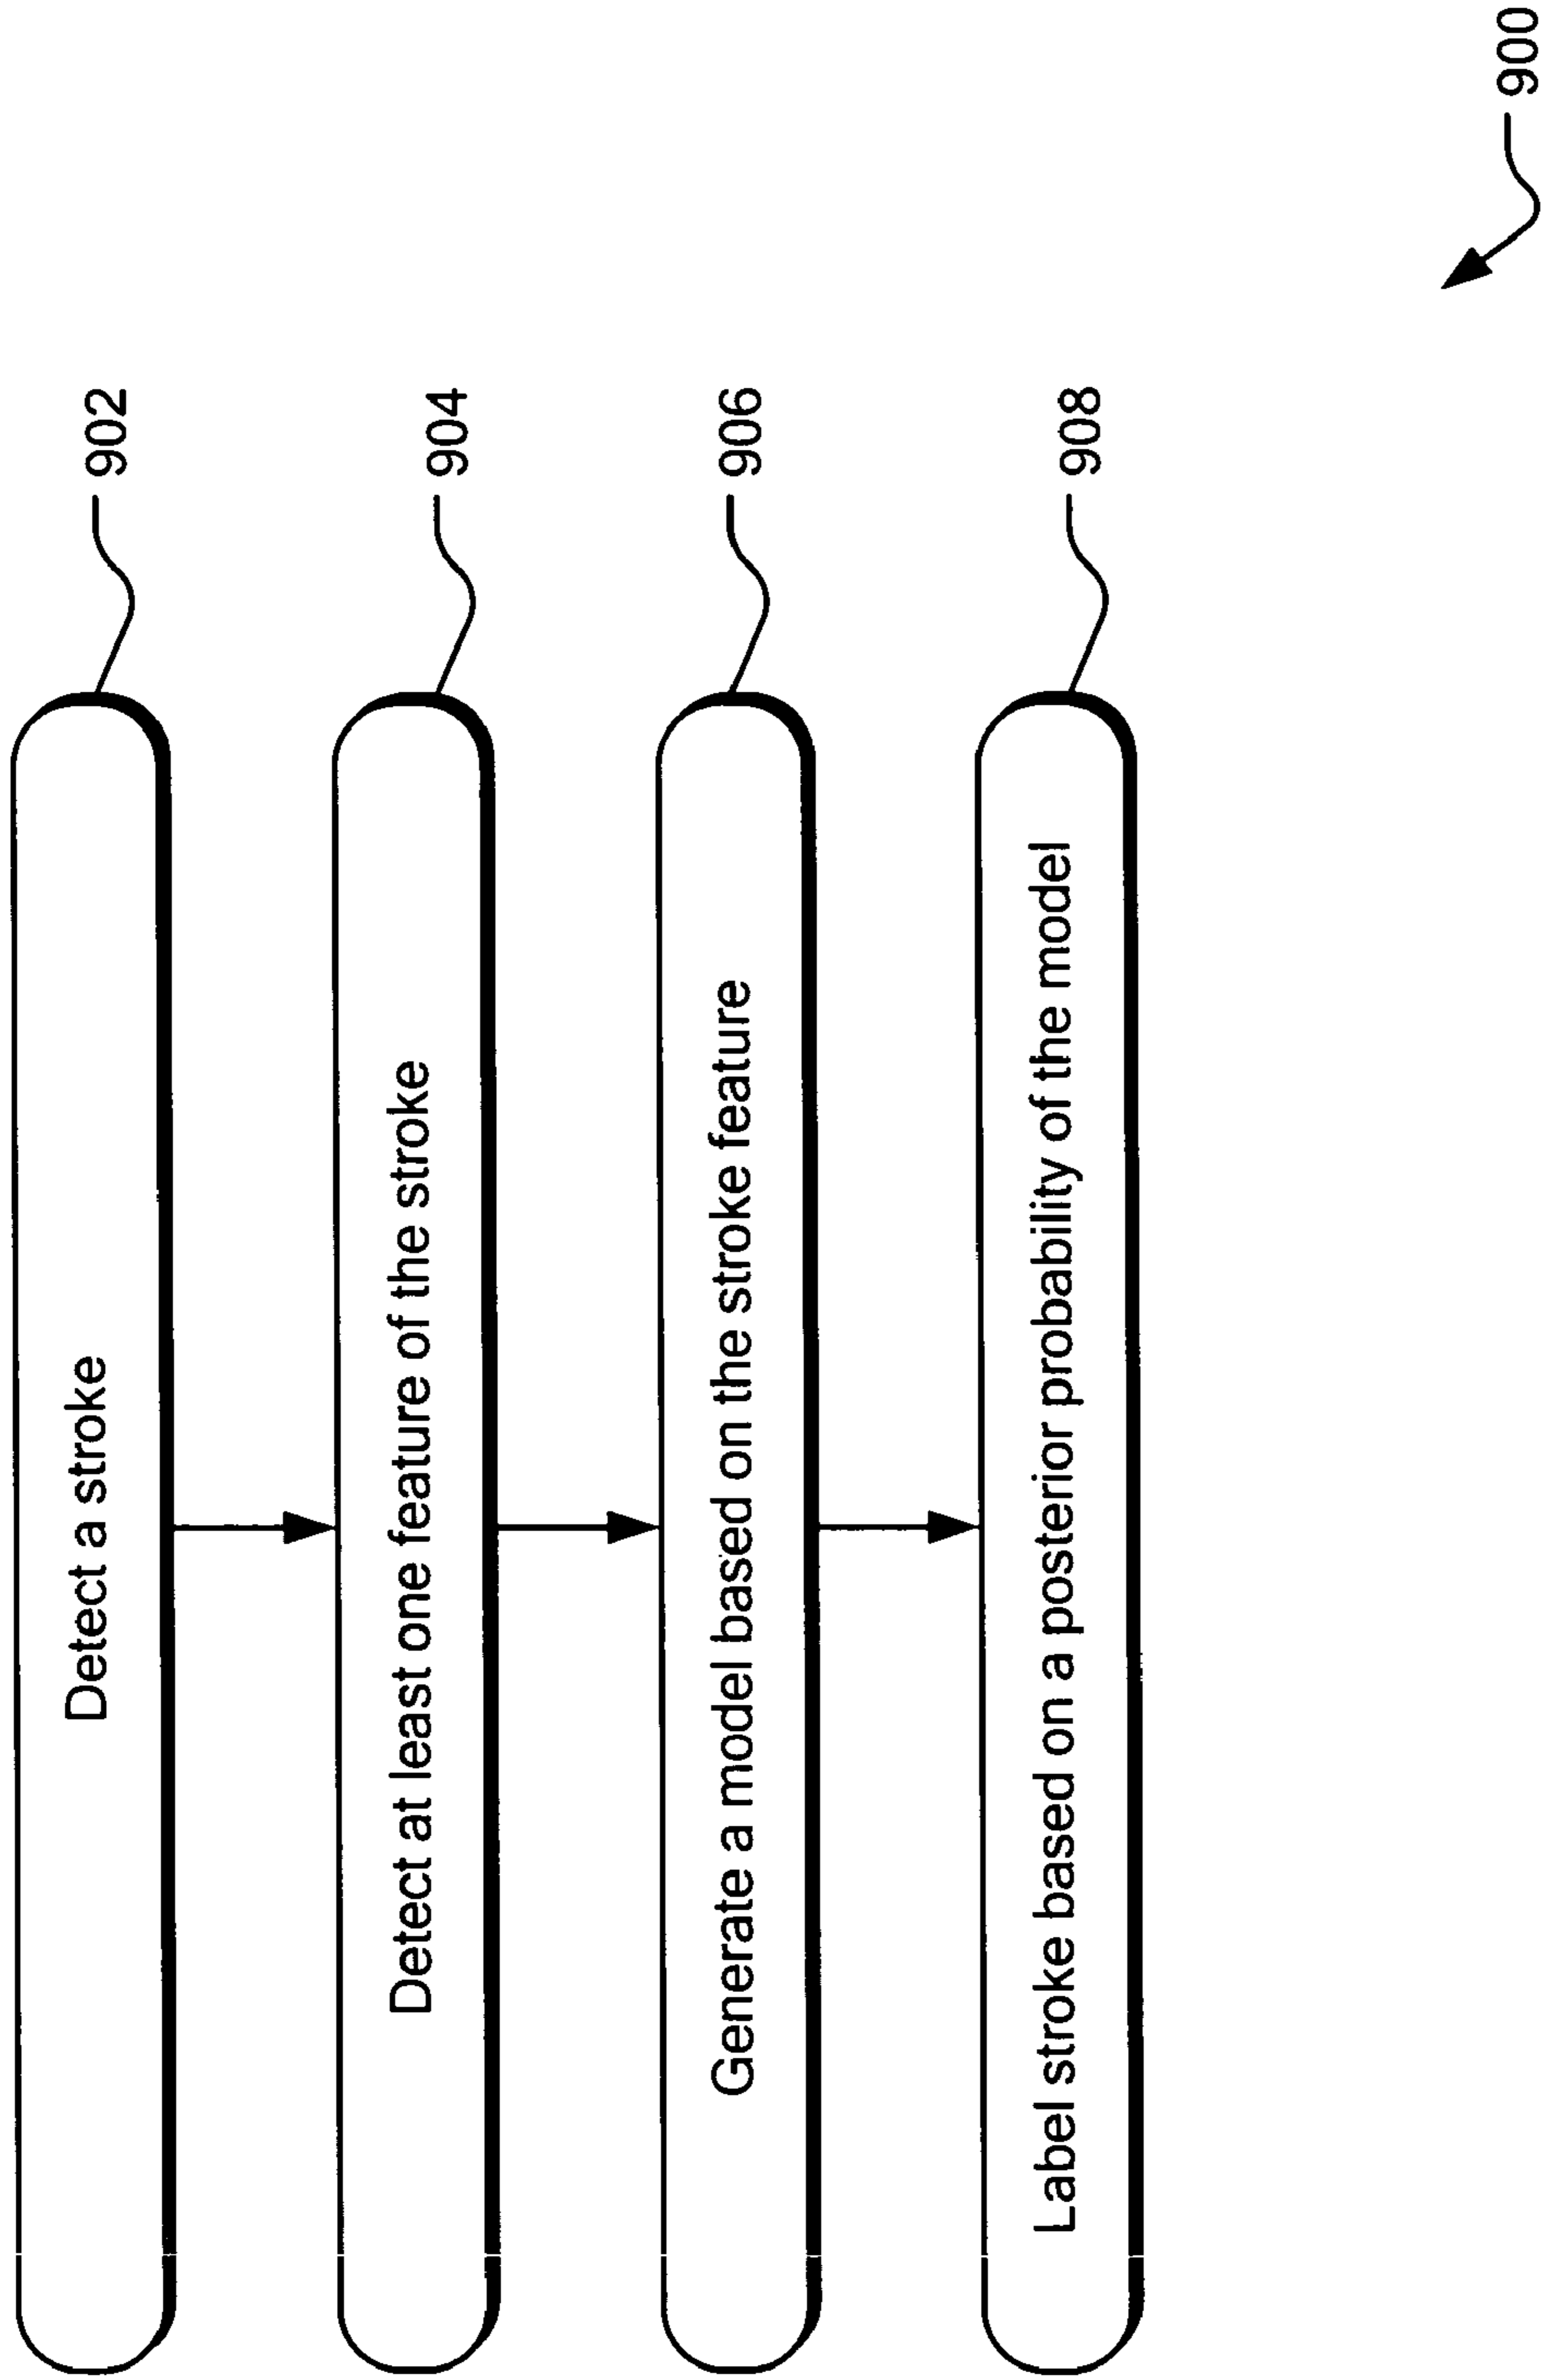 Detect a stroke
902
Detect at least one feature of the stroke
904
Generate a model based on the stroke feature
906
Label stroke based on a posterior probability of the model
908
900